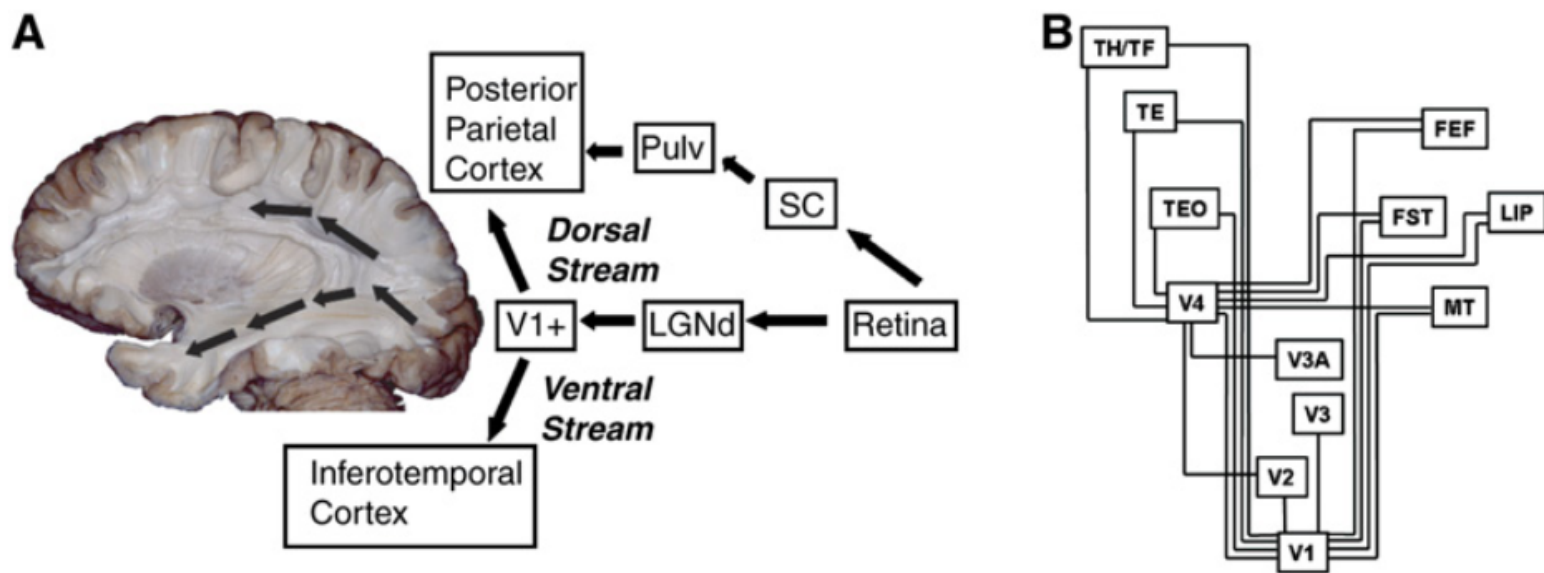 A
Posterior
Parietal
Cortex
Pulv
SC
Dorsal
Stream
V1+
LGNd
Retina
Ventral
Stream
Inferotemporal
Cortex
B
TH/TF
TE
FEF
TEO
FST
LIP
V4
MT
V3A
V3
V2
V1